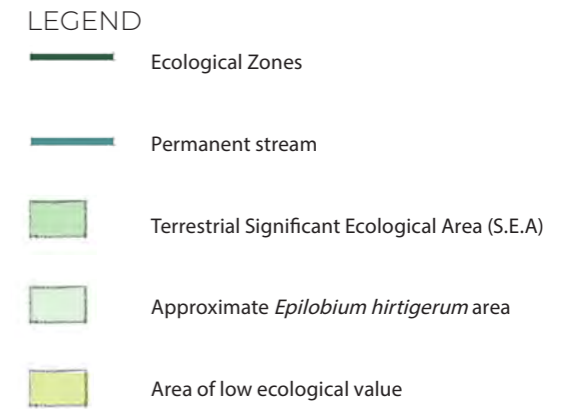 LEGEND
Ecological Zones
Permanent stream
Terrestrial Significant Ecological Area (S.E.A)
Approximate Epilobium hirtigerum area
Area of low ecological value